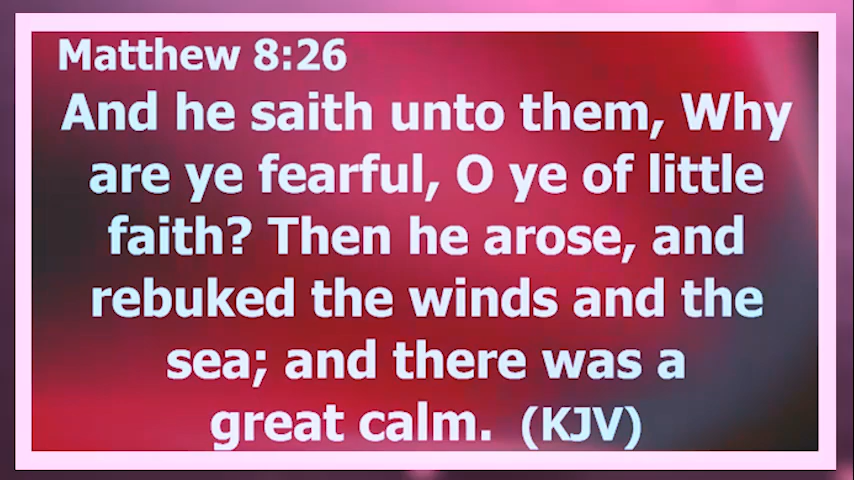 Matthew 8:26
And he saith unto them, Why
are ye fearful, O ye of little
faith? Then he arose, and
rebuked the winds and the
sea; and there was a
great calm. (KJV)